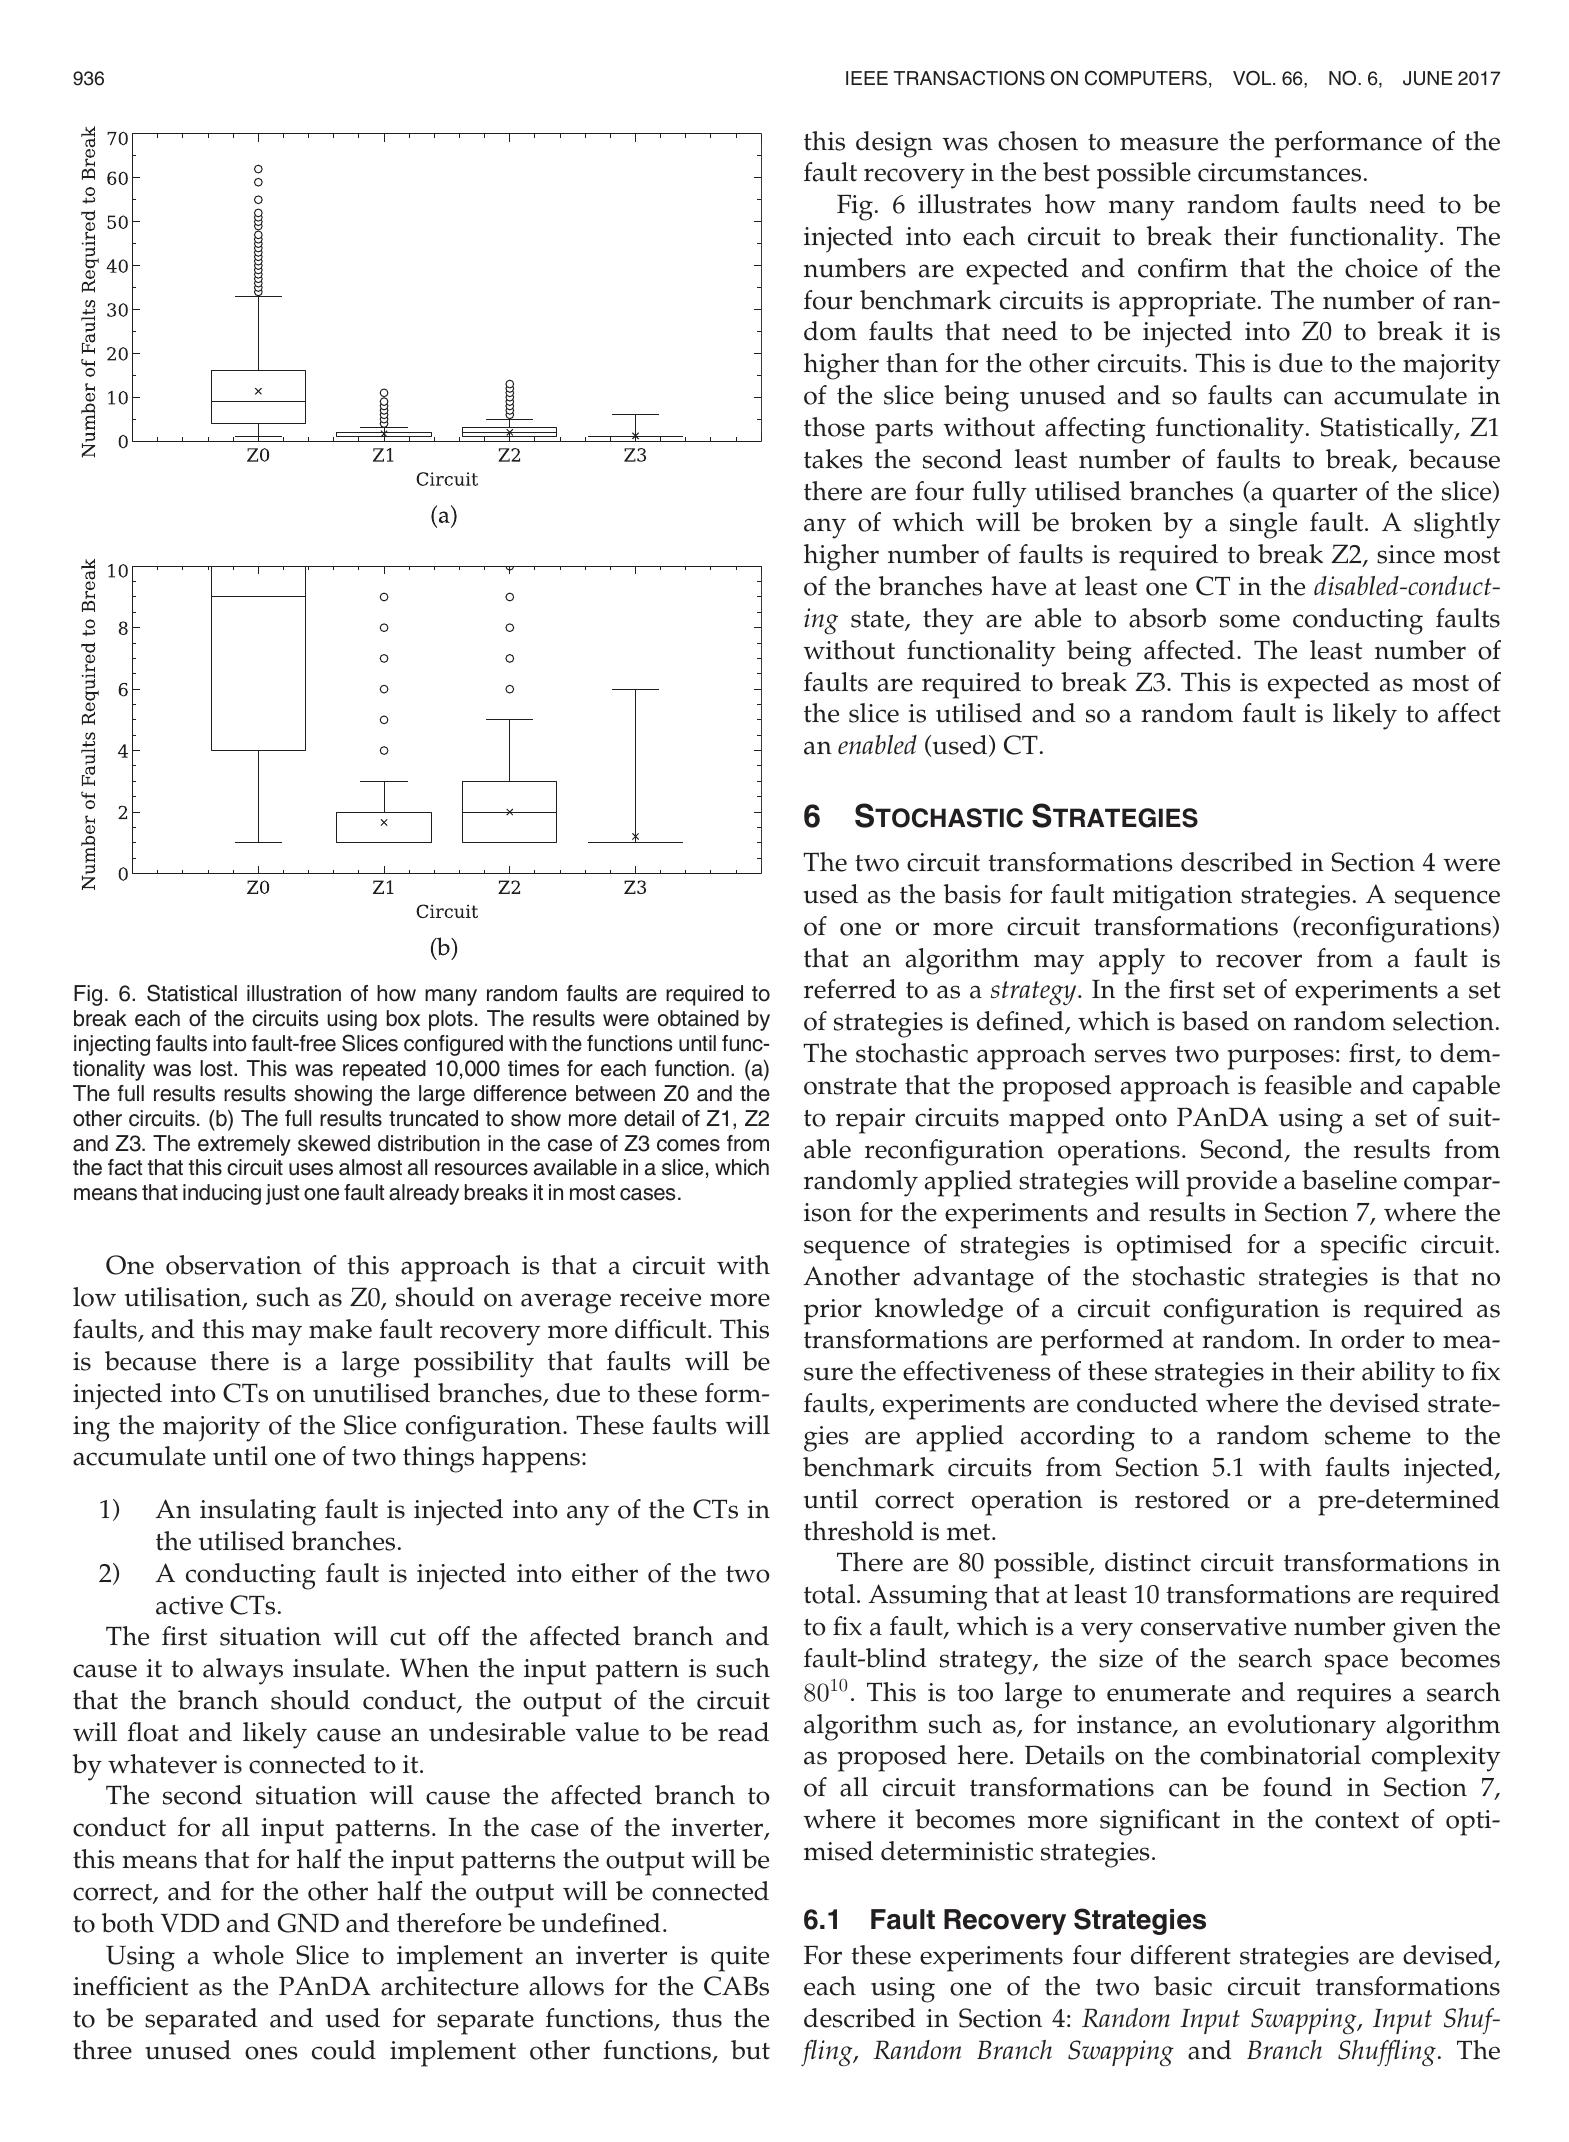 936
IEEE TRANSACTIONS ON COMPUTERS, VOL. 66, NO. 6, JUNE 2017
Number of Faults Required to Break
70
60
50
40
30
20
10
0
Z0 Z1 Z2 Z3
Circuit
(a)
Number of Faults Required to Break
10
8
6
4
2
0
Z0 Z1 Z2 Z3
Circuit
(b)
Fig. 6. Statistical illustration of how many random faults are required to
break each of the circuits using box plots. The results were obtained by
injecting faults into fault-free Slices configured with the functions until func-
tionality was lost. This was repeated 10,000 times for each function. (a)
The full results results showing the large difference between Z0 and the
other circuits. (b) The full results truncated to show more detail of Z1, Z2
and Z3. The extremely skewed distribution in the case of Z3 comes from
the fact that this circuit uses almost all resources available in a slice, which
means that inducing just one fault already breaks it in most cases.
One observation of this approach is that a circuit with
low utilisation, such as Z0, should on average receive more
faults, and this may make fault recovery more difficult. This
is because there is a large possibility that faults will be
injected into CTs on unutilised branches, due to these form-
ing the majority of the Slice configuration. These faults will
accumulate until one of two things happens:
1) An insulating fault is injected into any of the CTs in
the utilised branches.
2) A conducting fault is injected into either of the two
active CTs.
The first situation will cut off the affected branch and
cause it to always insulate. When the input pattern is such
that the branch should conduct, the output of the circuit
will float and likely cause an undesirable value to be read
by whatever is connected to it.
The second situation will cause the affected branch to
conduct for all input patterns. In the case of the inverter,
this means that for half the input patterns the output will be
correct, and for the other half the output will be connected
to both VDD and GND and therefore be undefined.
Using a whole Slice to implement an inverter is quite
inefficient as the PAnDA architecture allows for the CABs
to be separated and used for separate functions, thus the
three unused ones could implement other functions, but
this design was chosen to measure the performance of the
fault recovery in the best possible circumstances.
Fig. 6 illustrates how many random faults need to be
injected into each circuit to break their functionality. The
numbers are expected and confirm that the choice of the
four benchmark circuits is appropriate. The number of ran-
dom faults that need to be injected into Z0 to break it is
higher than for the other circuits. This is due to the majority
of the slice being unused and so faults can accumulate in
those parts without affecting functionality. Statistically, Z1
takes the second least number of faults to break, because
there are four fully utilised branches (a quarter of the slice)
any of which will be broken by a single fault. A slightly
higher number of faults is required to break Z2, since most
of the branches have at least one CT in the disabled-conduct-
ing state, they are able to absorb some conducting faults
without functionality being affected. The least number of
faults are required to break Z3. This is expected as most of
the slice is utilised and so a random fault is likely to affect
an enabled (used) CT.
6 STOCHASTIC STRATEGIES
The two circuit transformations described in Section 4 were
used as the basis for fault mitigation strategies. A sequence
of one or more circuit transformations (reconfigurations)
that an algorithm may apply to recover from a fault is
referred to as a strategy. In the first set of experiments a set
of strategies is defined, which is based on random selection.
The stochastic approach serves two purposes: first, to dem-
onstrate that the proposed approach is feasible and capable
to repair circuits mapped onto PAnDA using a set of suit-
able reconfiguration operations. Second, the results from
randomly applied strategies will provide a baseline compar-
ison for the experiments and results in Section 7, where the
sequence of strategies is optimised for a specific circuit.
Another advantage of the stochastic strategies is that no
prior knowledge of a circuit configuration is required as
transformations are performed at random. In order to mea-
sure the effectiveness of these strategies in their ability to fix
faults, experiments are conducted where the devised strate-
gies are applied according to a random scheme to the
benchmark circuits from Section 5.1 with faults injected,
until correct operation is restored or a pre-determined
threshold is met.
There are 80 possible, distinct circuit transformations in
total. Assuming that at least 10 transformations are required
to fix a fault, which is a very conservative number given the
fault-blind strategy, the size of the search space becomes
80¹⁰. This is too large to enumerate and requires a search
algorithm such as, for instance, an evolutionary algorithm
as proposed here. Details on the combinatorial complexity
of all circuit transformations can be found in Section 7,
where it becomes more significant in the context of opti-
mised deterministic strategies.
6.1 Fault Recovery Strategies
For these experiments four different strategies are devised,
each using one of the two basic circuit transformations
described in Section 4: Random Input Swapping, Input Shuf-
fling, Random Branch Swapping and Branch Shuffling. The